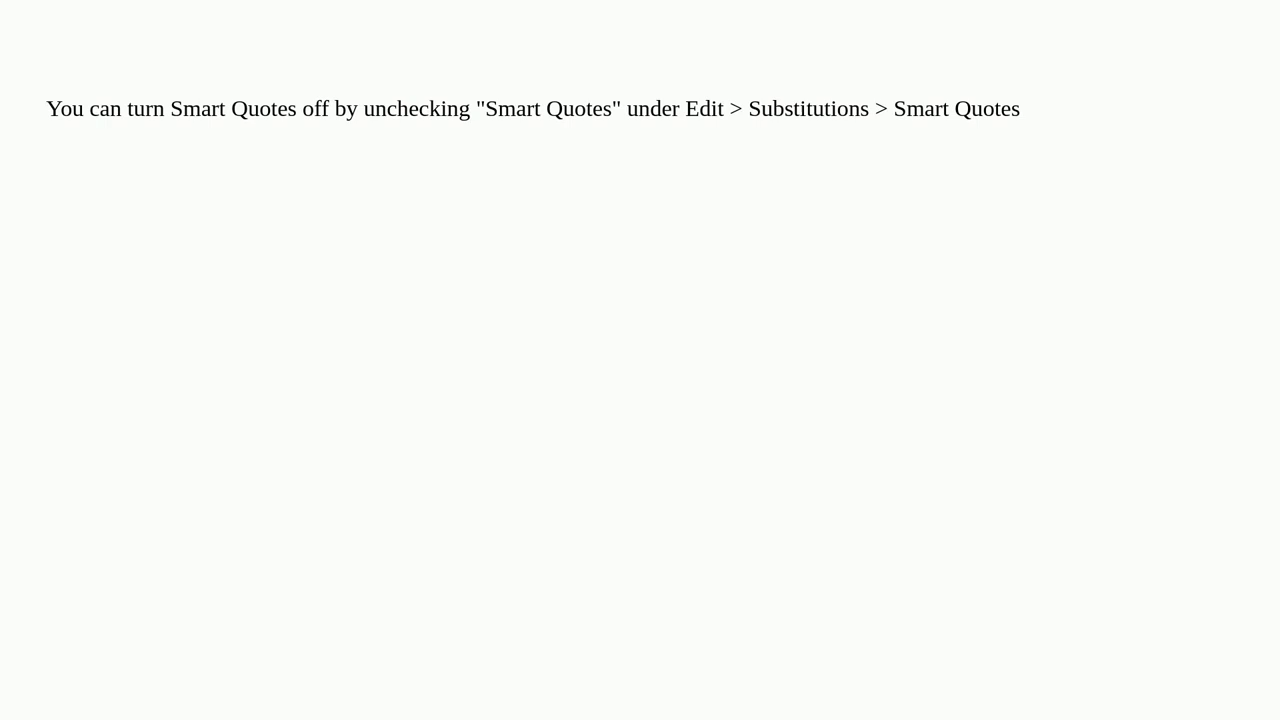 You can turn Smart Quotes off by unchecking "Smart Quotes" under Edit > Substitutions > Smart Quotes